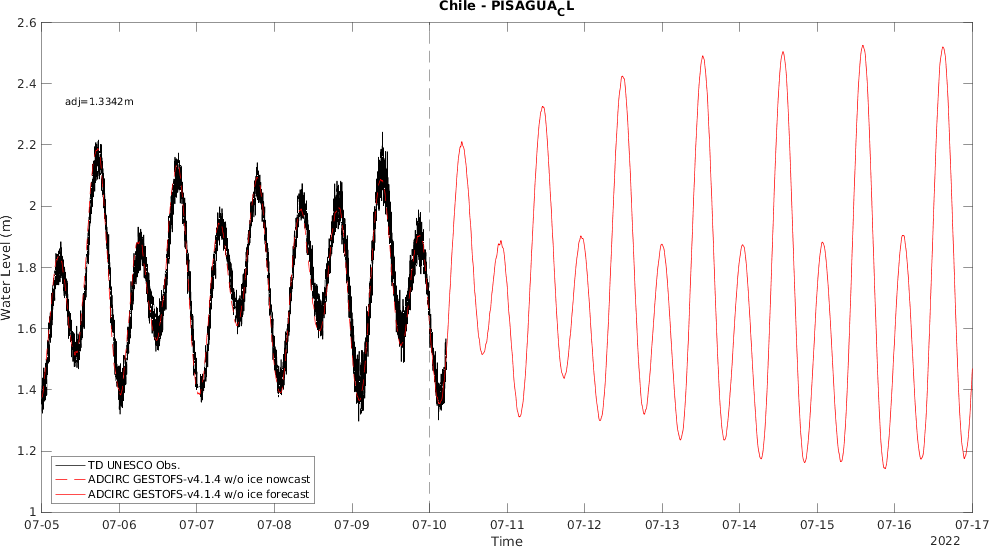 Chile - PISAGUA_CL
2.6
2.4
2.2
2
1.8
1.6
1.4
1.2
1
Water Level (m)
adj=1.3342m
TD UNESCO Obs.
ADCIRC GESTOFS-v4.1.4 w/o ice nowcast
ADCIRC GESTOFS-v4.1.4 w/o ice forecast
07-05 07-06 07-07 07-08 07-09 07-10 07-11 07-12 07-13 07-14 07-15 07-16 07-17
Time
2022